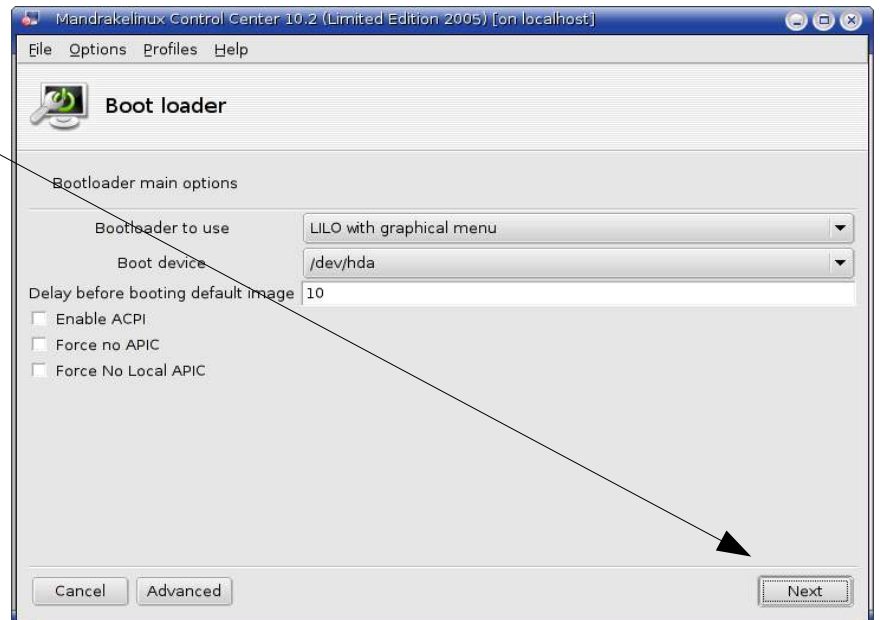 Mandrakelinux Control Center 10.2 (Limited Edition 2005) [on localhost]
File Options Profiles Help
Boot loader
Bootloader main options
Bootloader to use LILO with graphical menu
Boot device /dev/hda
Delay before booting default image 10
Enable ACPI
Force no APIC
Force No Local APIC
Cancel Advanced Next